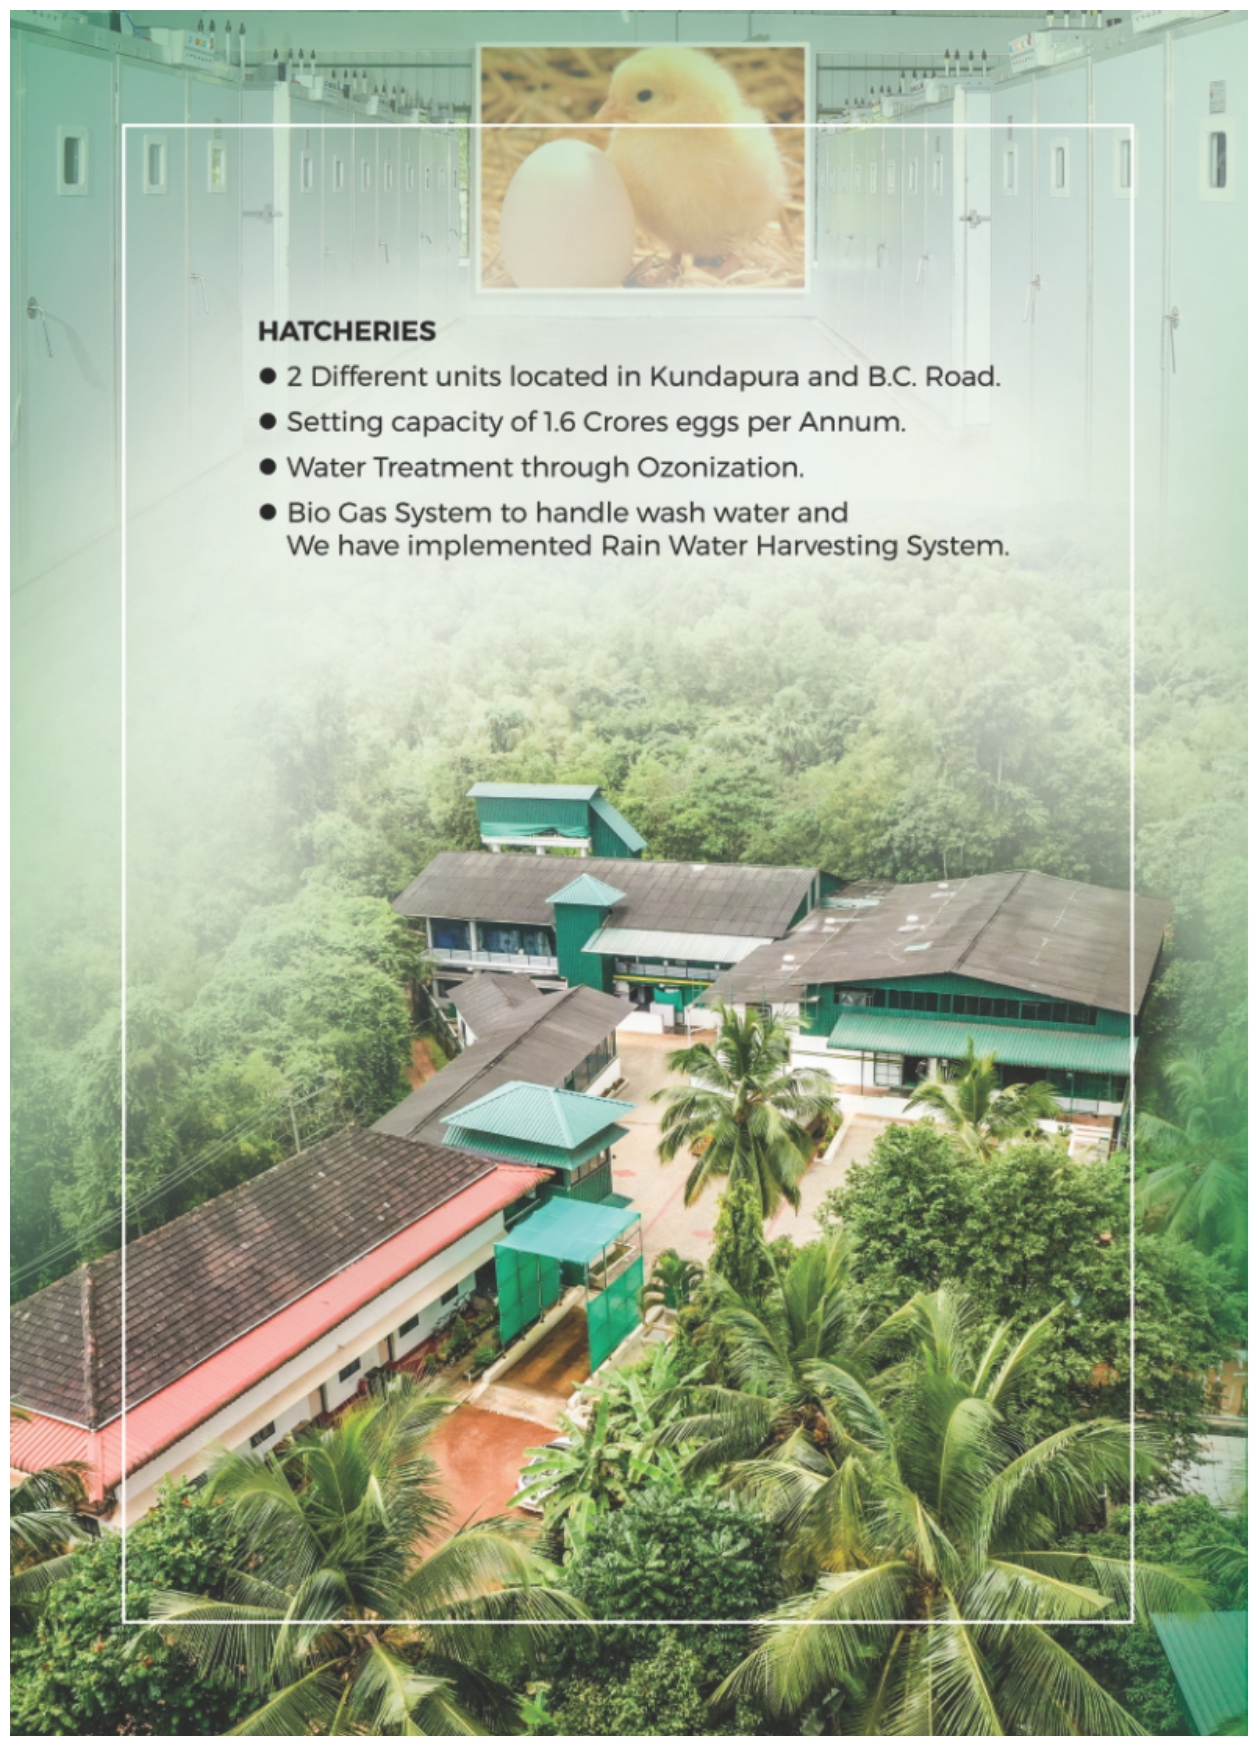 HATCHERIES
● 2 Different units located in Kundapura and B.C. Road.
● Setting capacity of 1.6 Crores eggs per Annum.
● Water Treatment through Ozonization.
● Bio Gas System to handle wash water and
We have implemented Rain Water Harvesting System.